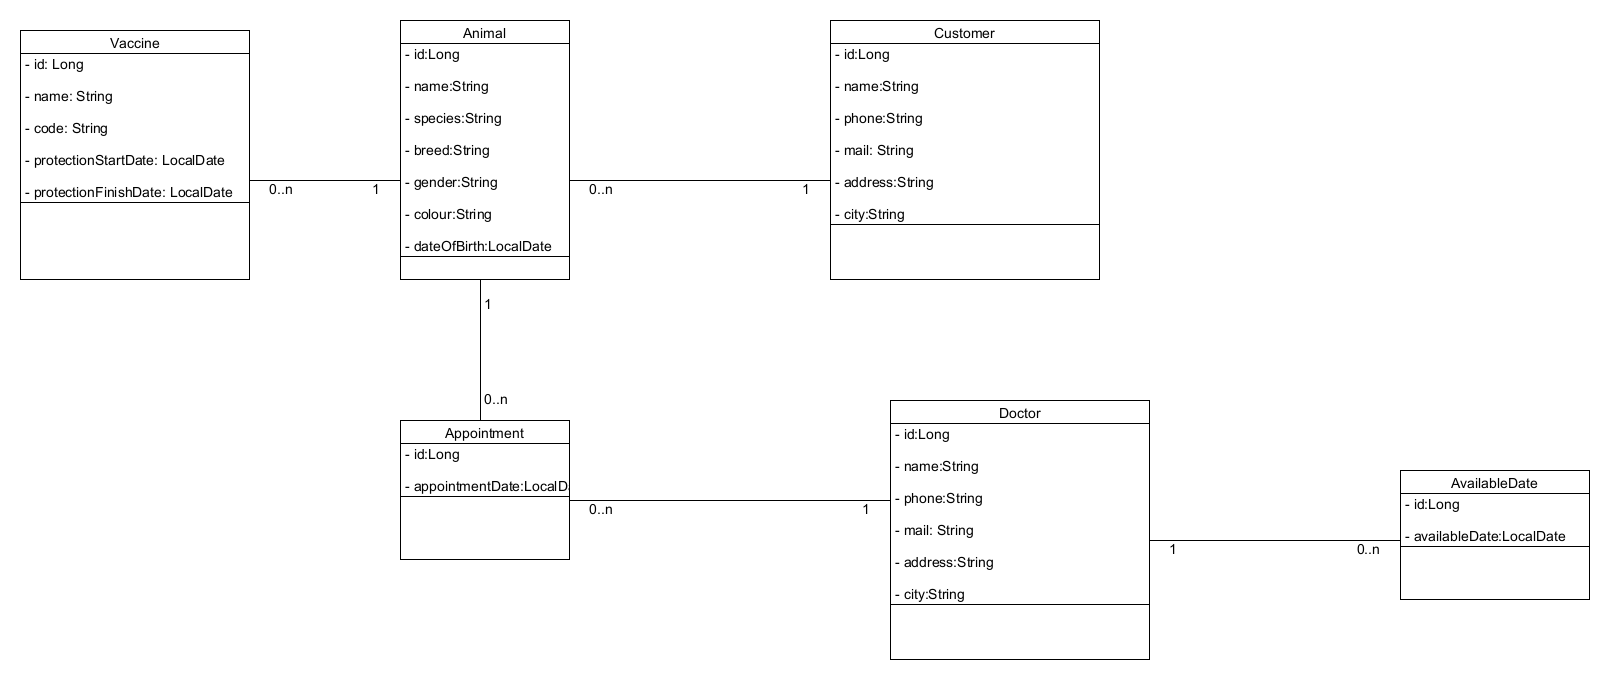 Vaccine
- id: Long
- name: String
- code: String
- protectionStartDate: LocalDate
- protectionFinishDate: LocalDate
0..n
1
Animal
- id:Long
- name:String
- species:String
- breed:String
- gender:String
- colour:String
- dateOfBirth:LocalDate
0..n
1
Customer
- id:Long
- name:String
- phone:String
- mail: String
- address:String
- city:String
1
0..n
Appointment
- id:Long
- appointmentDate:LocalD
0..n
1
Doctor
- id:Long
- name:String
- phone:String
- mail: String
- address:String
- city:String
1
0..n
AvailableDate
- id:Long
- availableDate:LocalDate